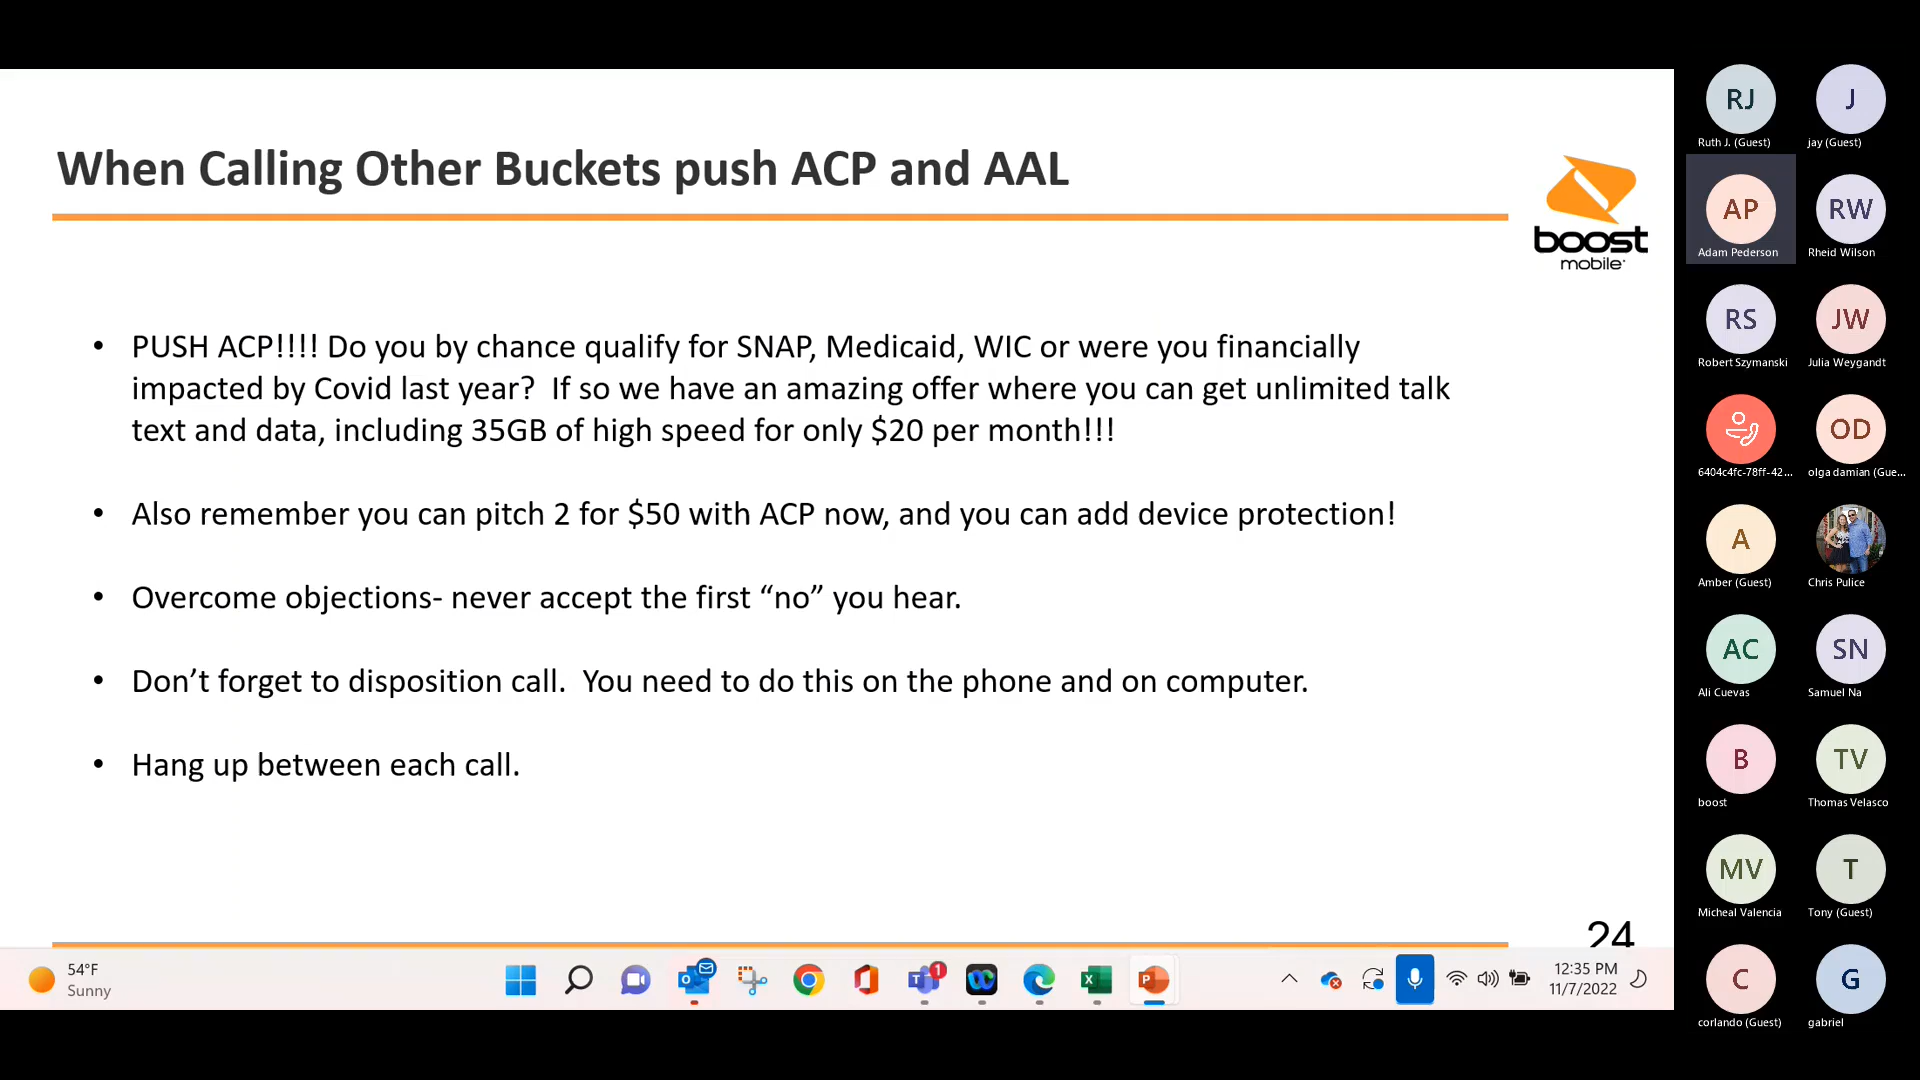 When Calling Other Buckets push ACP and AAL
boost
mobile
• PUSH ACP!!!! Do you by chance qualify for SNAP, Medicaid, WIC or were you financially
impacted by Covid last year?  If so we have an amazing offer where you can get unlimited talk
text and data, including 35GB of high speed for only $20 per month!!!
• Also remember you can pitch 2 for $50 with ACP now, and you can add device protection!
• Overcome objections- never accept the first “no” you hear.
• Don’t forget to disposition call.  You need to do this on the phone and on computer.
• Hang up between each call.
24
54°F
Sunny
1
12:35 PM
11/7/2022
RJ
Ruth J. (Guest)
J
jay (Guest)
AP
Adam Pederson
RW
Rheid Wilson
RS
Robert Szymanski
JW
Julia Weygandt
6404c4fc-78ff-42...
OD
olga damian (Gue...
A
Amber (Guest)
Chris Pulice
AC
Ali Cuevas
SN
Samuel Na
B
boost
TV
Thomas Velasco
MV
Micheal Valencia
T
Tony (Guest)
C
corlando (Guest)
G
gabriel